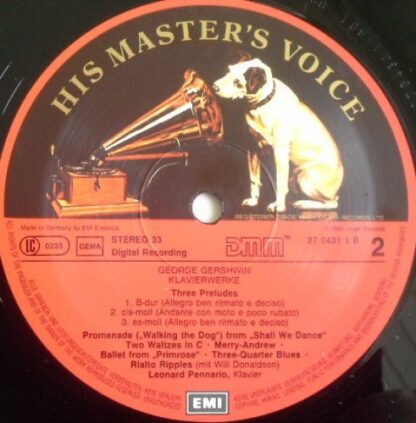 HIS MASTER'S VOICE
Made in Germany by EMI Electrola
LC 0233
GEMA
STEREO 33
Digital Recording
DMM™
27 0431 1 B
2
GEORGE GERSHWIN
KLAVIERWERKE
Three Preludes
1. B-dur (Allegro ben ritmato e deciso)
2. cis-moll (Andante con moto e poco rubato)
3. es-moll (Allegro ben ritmato e deciso)
Promenade („Walking the Dog") from „Shall We Dance"
Two Waltzes in C · Merry-Andrew ·
Ballet from „Primrose" · Three-Quarter Blues ·
Rialto Ripples (mit Will Donaldson)
Leonard Pennario, Klavier
EMI